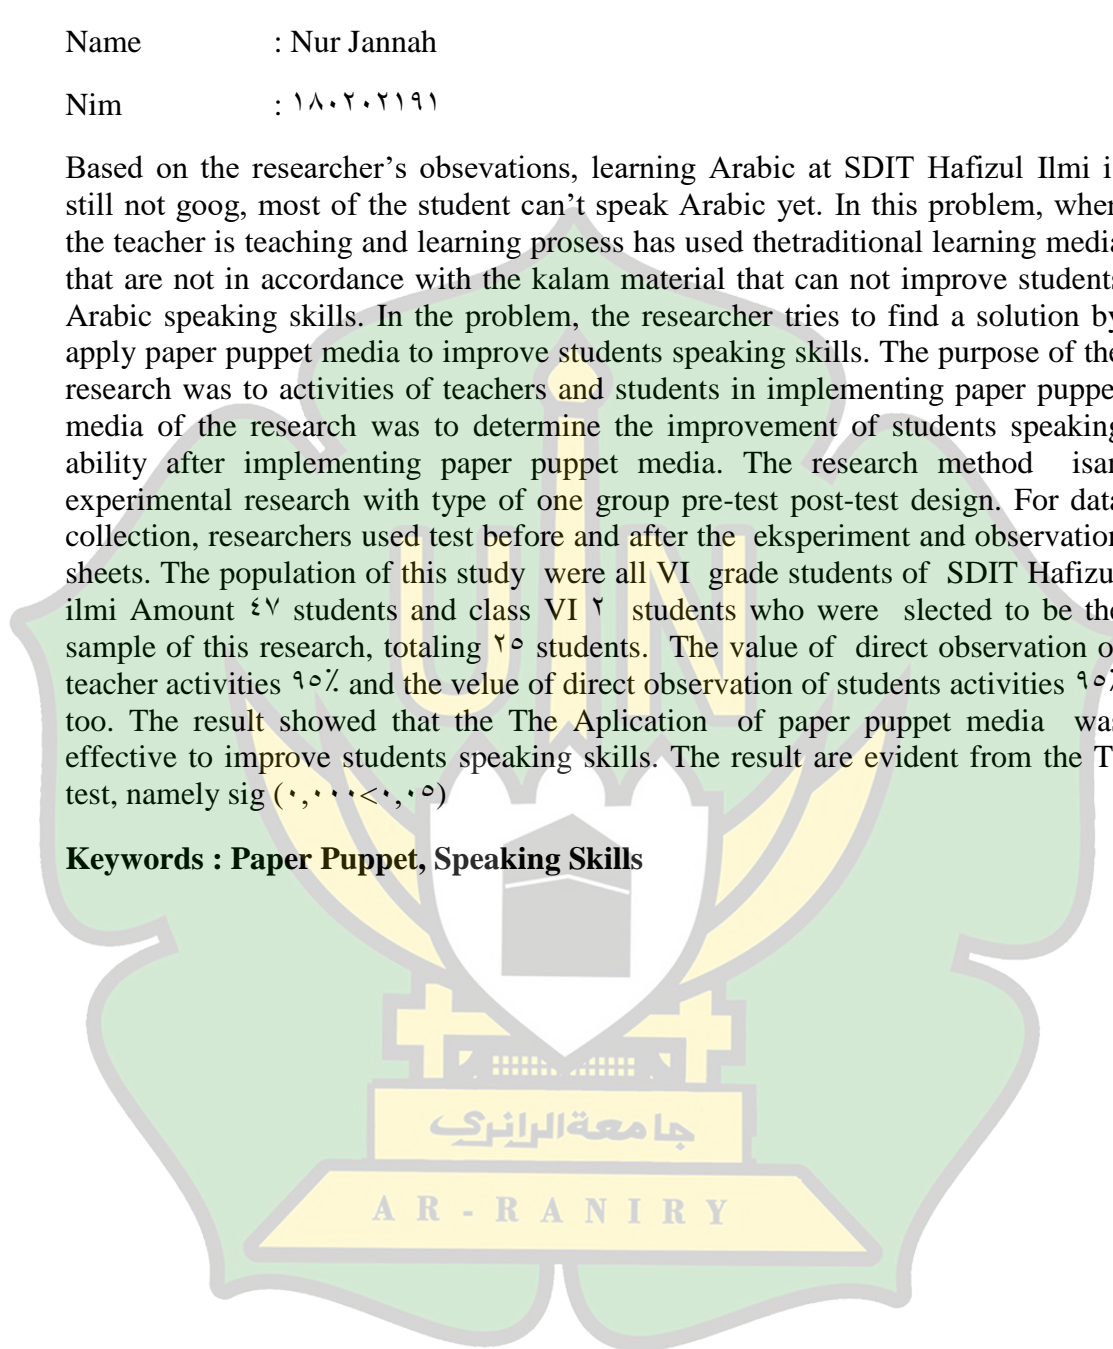 Name : Nur Jannah
Nim : ١٨٠٢٠٢١٩١
Based on the researcher’s obsevations, learning Arabic at SDIT Hafizul Ilmi i
still not goog, most of the student can’t speak Arabic yet. In this problem, when
the teacher is teaching and learning prosess has used thetraditional learning media
that are not in accordance with the kalam material that can not improve students
Arabic speaking skills. In the problem, the researcher tries to find a solution by
apply paper puppet media to improve students speaking skills. The purpose of the
research was to activities of teachers and students in implementing paper puppe
media of the research was to determine the improvement of students speaking
ability after implementing paper puppet media. The research method isan
experimental research with type of one group pre-test post-test design. For data
collection, researchers used test before and after the eksperiment and observation
sheets. The population of this study were all VI grade students of SDIT Hafizu
ilmi Amount ٤٧ students and class VI ٢ students who were slected to be the
sample of this research, totaling ٢٥ students. The value of direct observation o
teacher activities ٩٥٪ and the velue of direct observation of students activities ٩٥٪
too. The result showed that the The Aplication of paper puppet media was
effective to improve students speaking skills. The result are evident from the T
test, namely sig (٠,٠٠٠<٠,٠٥)
Keywords : Paper Puppet, Speaking Skills
UIN
جامعةالرانرى
AR-RANIRY